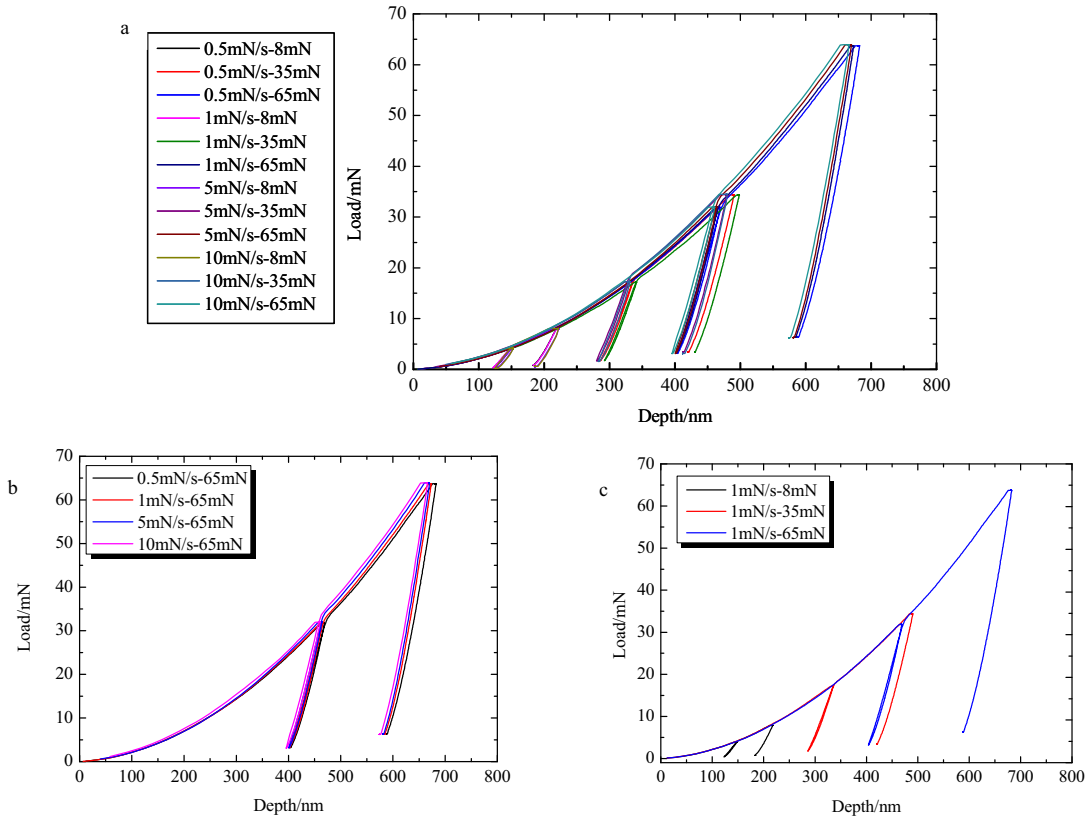 a
0.5mN/s-8mN
0.5mN/s-35mN
0.5mN/s-65mN
1mN/s-8mN
1mN/s-35mN
1mN/s-65mN
5mN/s-8mN
5mN/s-35mN
5mN/s-65mN
10mN/s-8mN
10mN/s-35mN
10mN/s-65mN
Load/mN
70
60
50
40
30
20
10
0
0 100 200 300 400 500 600 700 800
Depth/nm
b
0.5mN/s-65mN
1mN/s-65mN
5mN/s-65mN
10mN/s-65mN
Load/mN
70
60
50
40
30
20
10
0
0 100 200 300 400 500 600 700 800
Depth/nm
c
1mN/s-8mN
1mN/s-35mN
1mN/s-65mN
Load/mN
70
60
50
40
30
20
10
0
0 100 200 300 400 500 600 700 800
Depth/nm